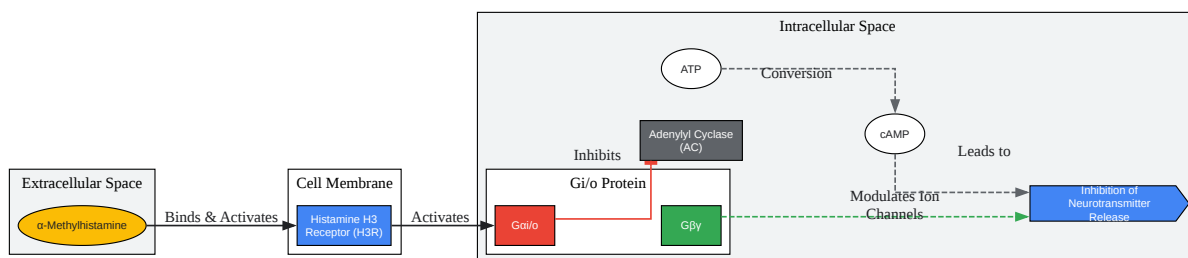 Intracellular Space
ATP
Conversion
Adenylyl Cyclase
(AC)
cAMP
Inhibits
Leads to
Extracellular Space
Cell Membrane
Gi/o Protein
α-Methylhistamine
Binds & Activates
Histamine H3
Receptor (H3R)
Activates
Gαi/o
Gβγ
Modulates Ion
Channels
Inhibition of
Neurotransmitter
Release